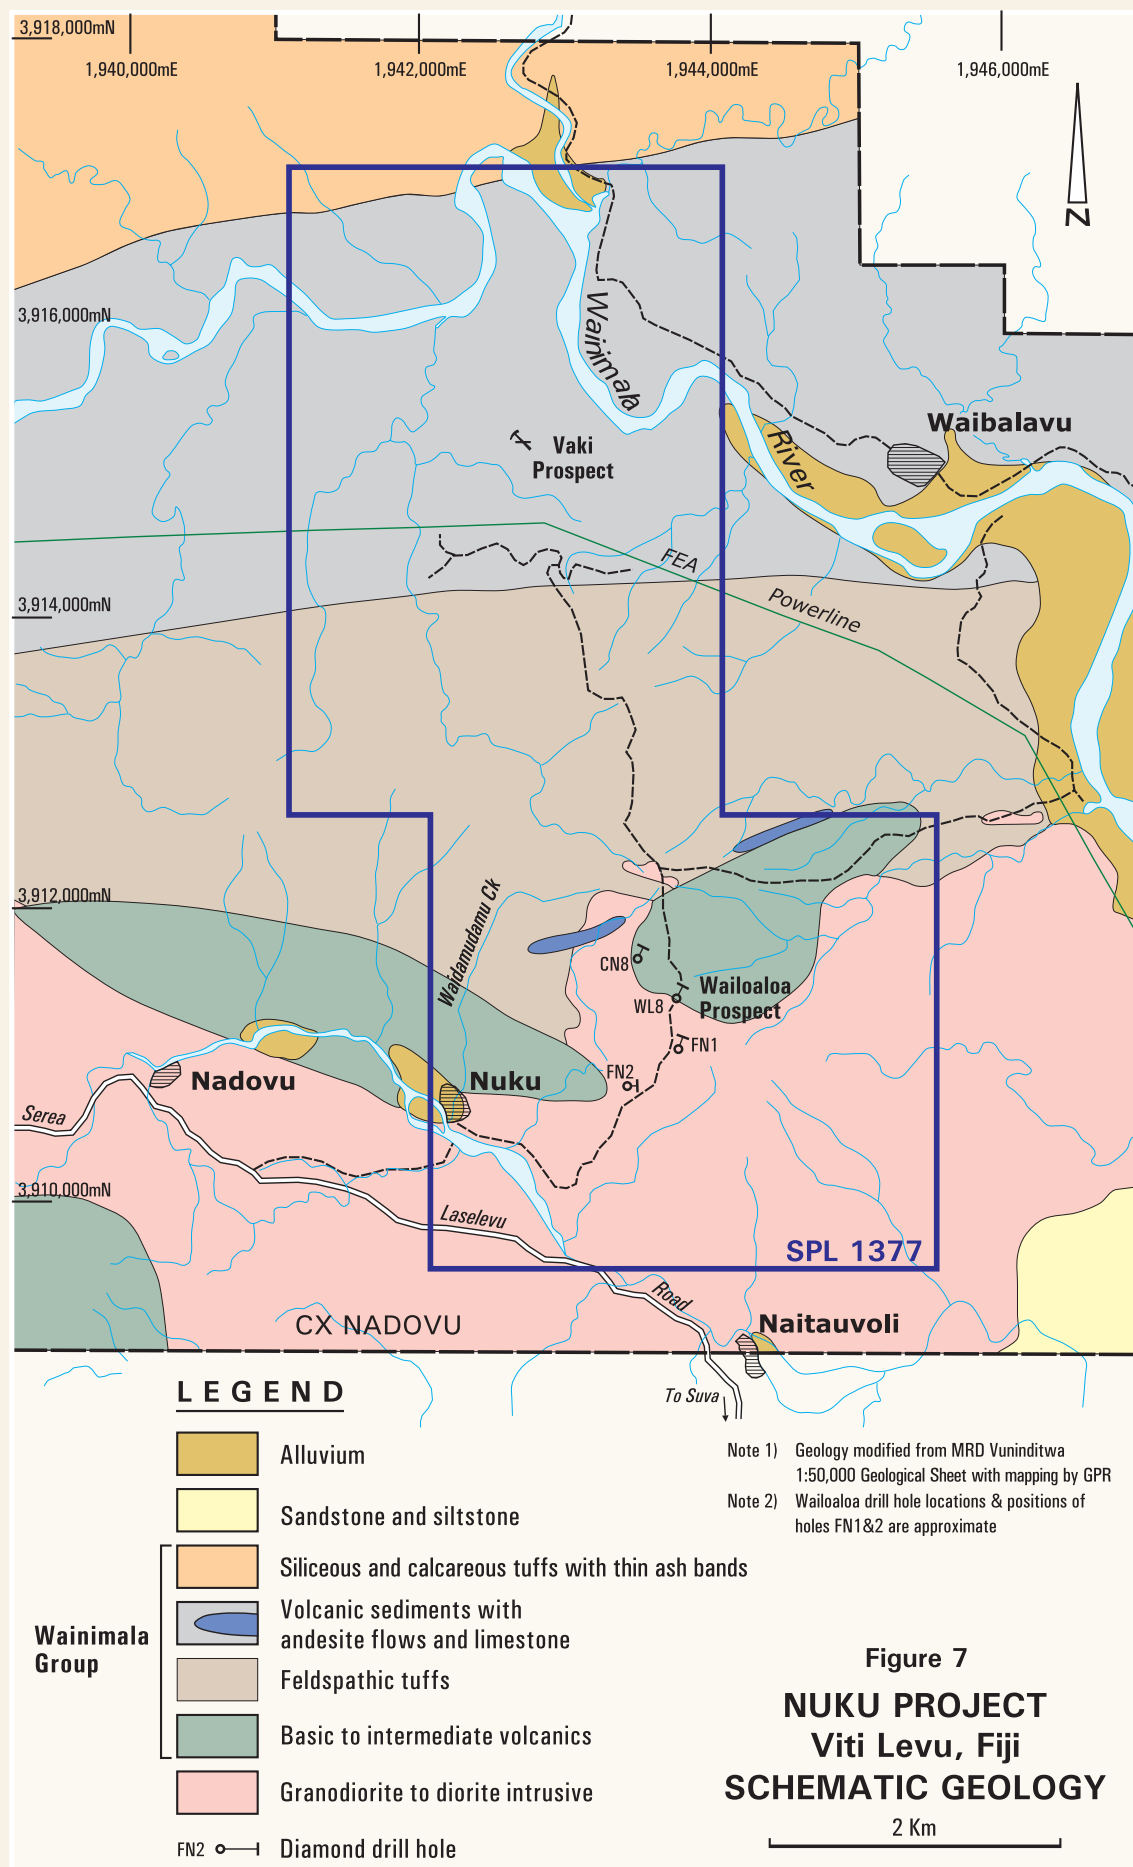 3,918,000mN
1,940,000mE
1,942,000mE
1,944,000mE
1,946,000mE
N
3,916,000mN
Wainimala
River
Waibalavu
Vaki
Prospect
FEA
Powerline
3,914,000mN
3,912,000mN
Waidamudamu Ck
CN8
WL8
Wailoaloa
Prospect
FN1
FN2
Nadovu
Nuku
Serea
3,910,000mN
Laselevu
SPL 1377
Road
CX NADOVU
Naitauvoli
To Suva
LEGEND
Alluvium
Sandstone and siltstone
Siliceous and calcareous tuffs with thin ash bands
Volcanic sediments with
andesite flows and limestone
Wainimala
Group
Feldspathic tuffs
Basic to intermediate volcanics
Granodiorite to diorite intrusive
FN2 Diamond drill hole
Note 1) Geology modified from MRD Vuninditwa
1:50,000 Geological Sheet with mapping by GPR
Note 2) Wailoaloa drill hole locations & positions of
holes FN1&2 are approximate
Figure 7
NUKU PROJECT
Viti Levu, Fiji
SCHEMATIC GEOLOGY
2 Km